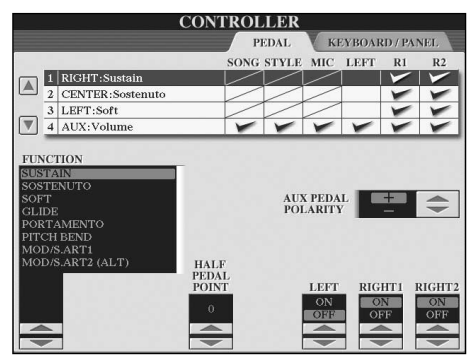 CONTROLLER
PEDAL KEYBOARD / PANEL
SONG STYLE MIC LEFT R1 R2
1 RIGHT:Sustain
2 CENTER:Sostenuto
3 LEFT:Soft
4 AUX:Volume
FUNCTION
SUSTAIN
SOSTENUTO
SOFT
GLIDE
PORTAMENTO
PITCH BEND
MOD/S.ART1
MOD/S.ART2 (ALT)
AUX PEDAL
POLARITY
+
−
HALF
PEDAL
POINT
0
LEFT RIGHT1 RIGHT2
ON ON ON
OFF OFF OFF